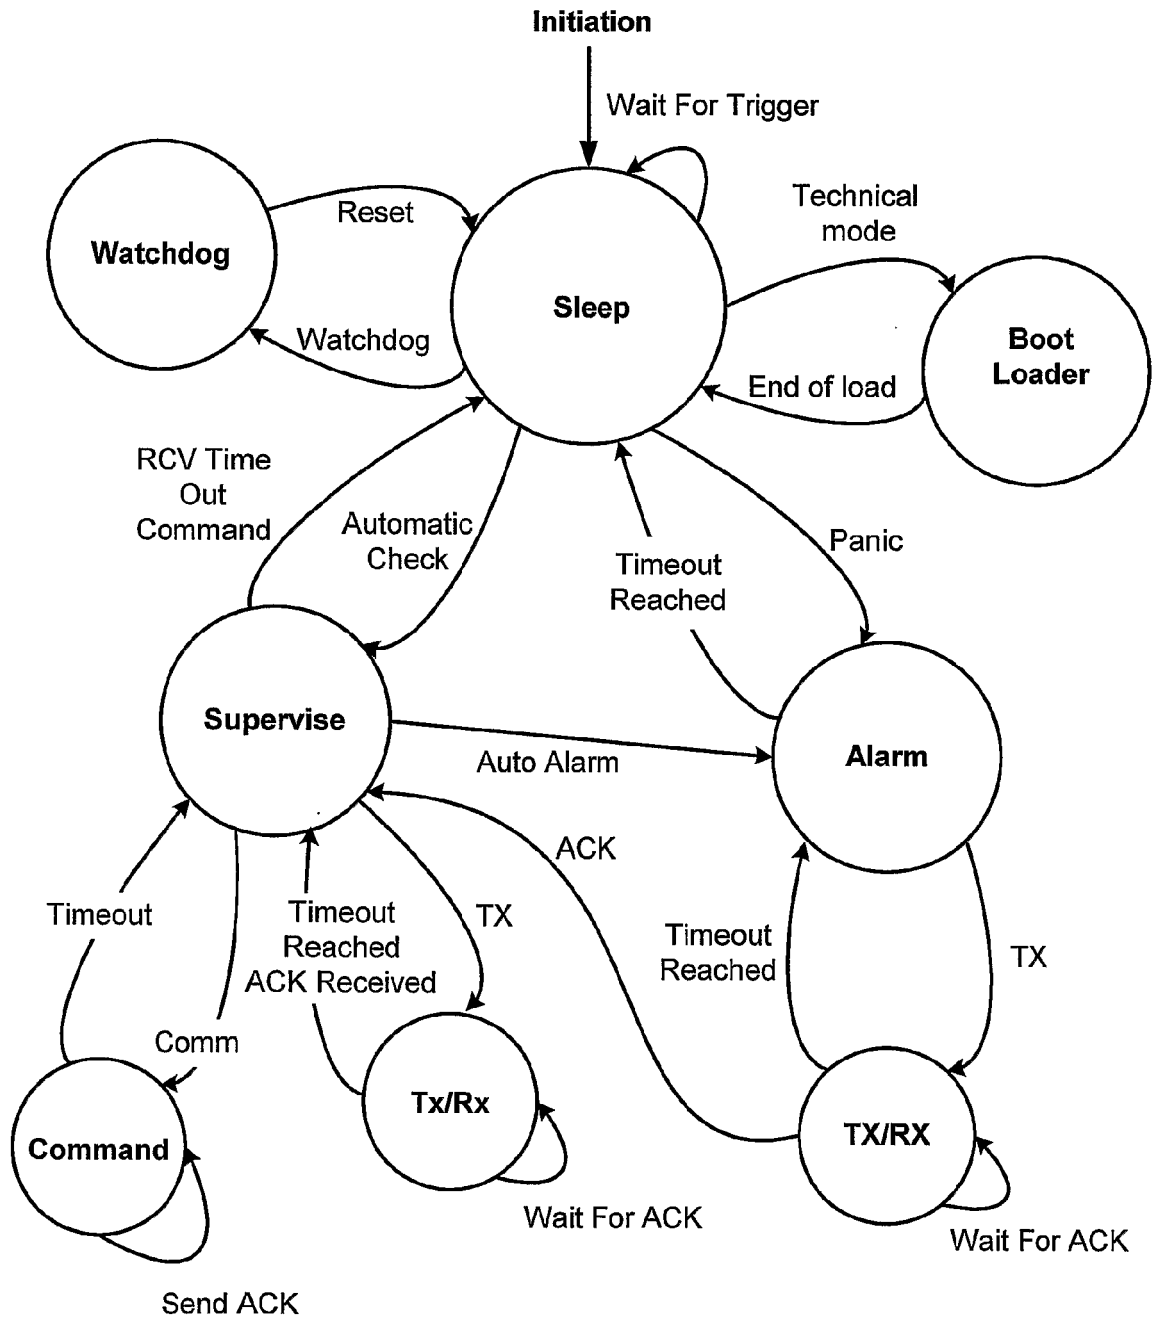 Initiation
Wait For Trigger
Technical
mode
Reset
Watchdog
Sleep
Watchdog
Boot
Loader
End of load
RCV Time
Out
Command
Automatic
Check
Panic
Timeout
Reached
Supervise
Auto Alarm
Alarm
ACK
Timeout
Timeout
Reached
ACK Received
TX
Timeout
Reached
TX
Comm
Command
Tx/Rx
TX/RX
Wait For ACK
Wait For ACK
Send ACK